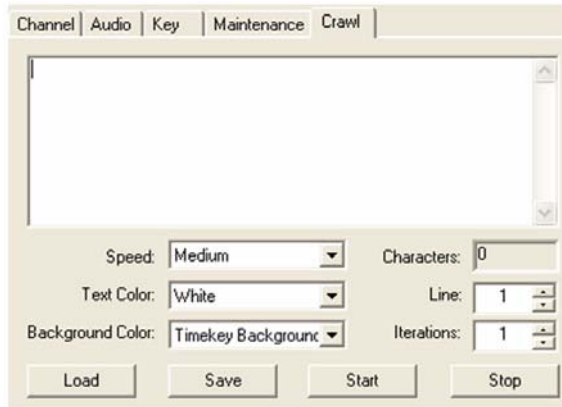 Channel Audio Key Maintenance Crawl
Speed: Medium Characters: 0
Text Color: White Line: 1
Background Color: Timekey Background Iterations: 1
Load Save Start Stop